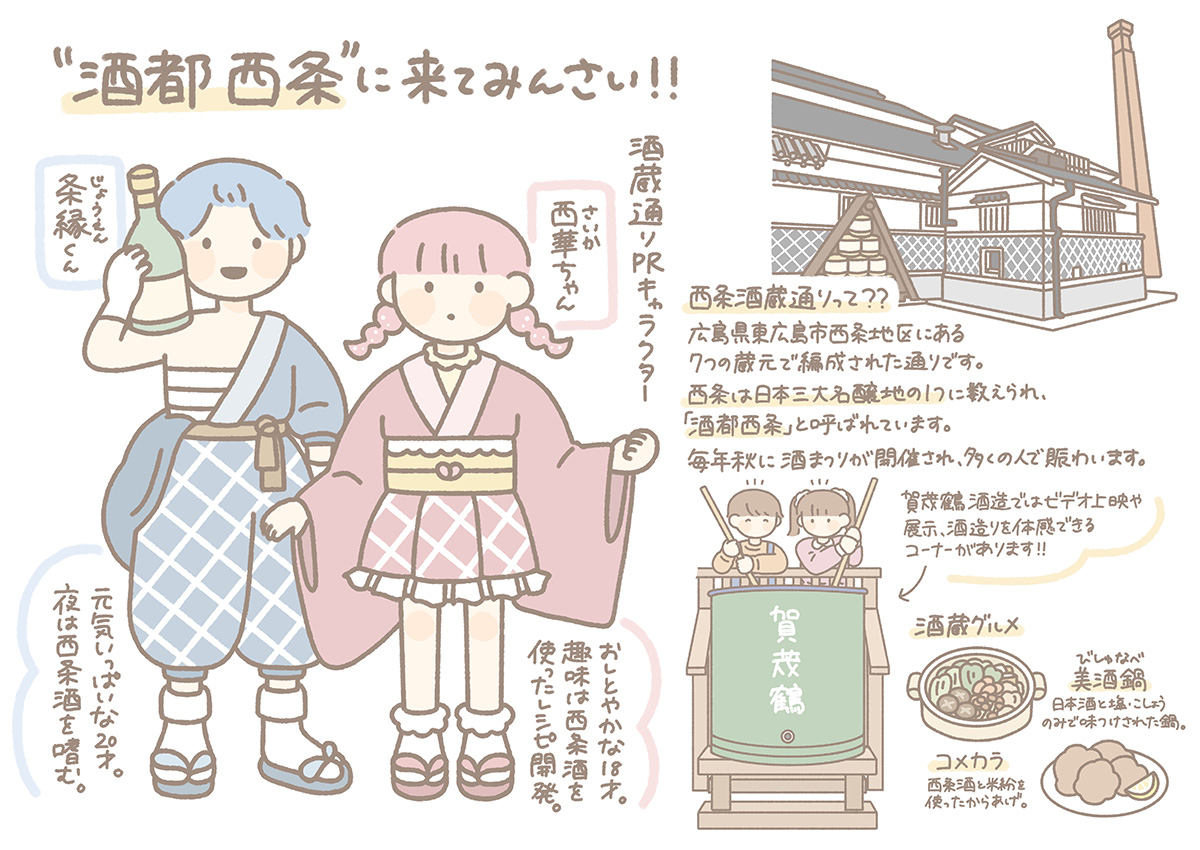 “酒都 西条”に来てみんさい!!
酒蔵通りPRキャラクター
じょうえん
条縁くん
さいか
西華ちゃん
元気いっぱいな20才。
夜は西条酒を嗜む。
おしとやかな18才。
趣味は西条酒を
使ったレシピ開発。
西条酒蔵通りって??
広島県東広島市西条地区にある
7つの蔵元で編成された通りです。
西条は日本三大名醸地の1つに数えられ、
「酒都西条」と呼ばれています。
毎年秋に酒まつりが開催され、多くの人で賑わいます。
賀茂鶴酒造ではビデオ上映や
展示、酒造りを体感できる
コーナーがあります!!
賀茂鶴
酒蔵グルメ
びしゅなべ
美酒鍋
日本酒と塩・こしょう
のみで味つけされた鍋。
コメカラ
西条酒と米粉を
使ったからあげ。